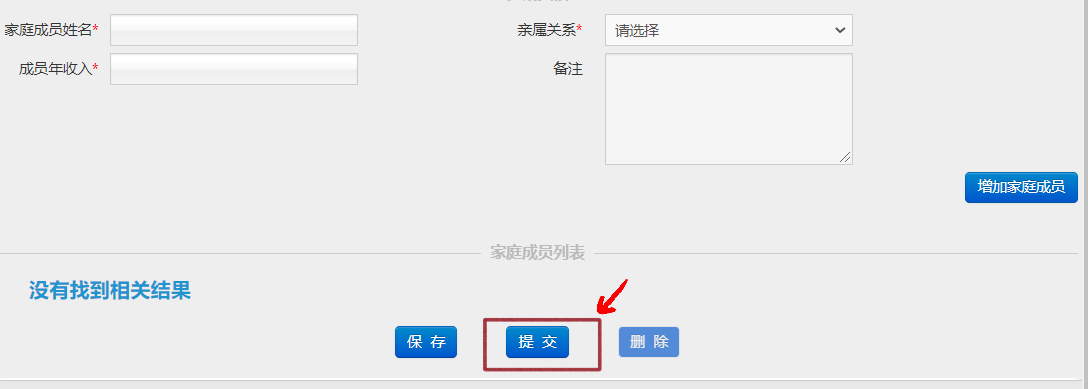 家庭成员姓名* 亲属关系* 请选择
成员年收入* 备注
增加家庭成员
家庭成员列表
没有找到相关结果
保 存 提 交 删 除